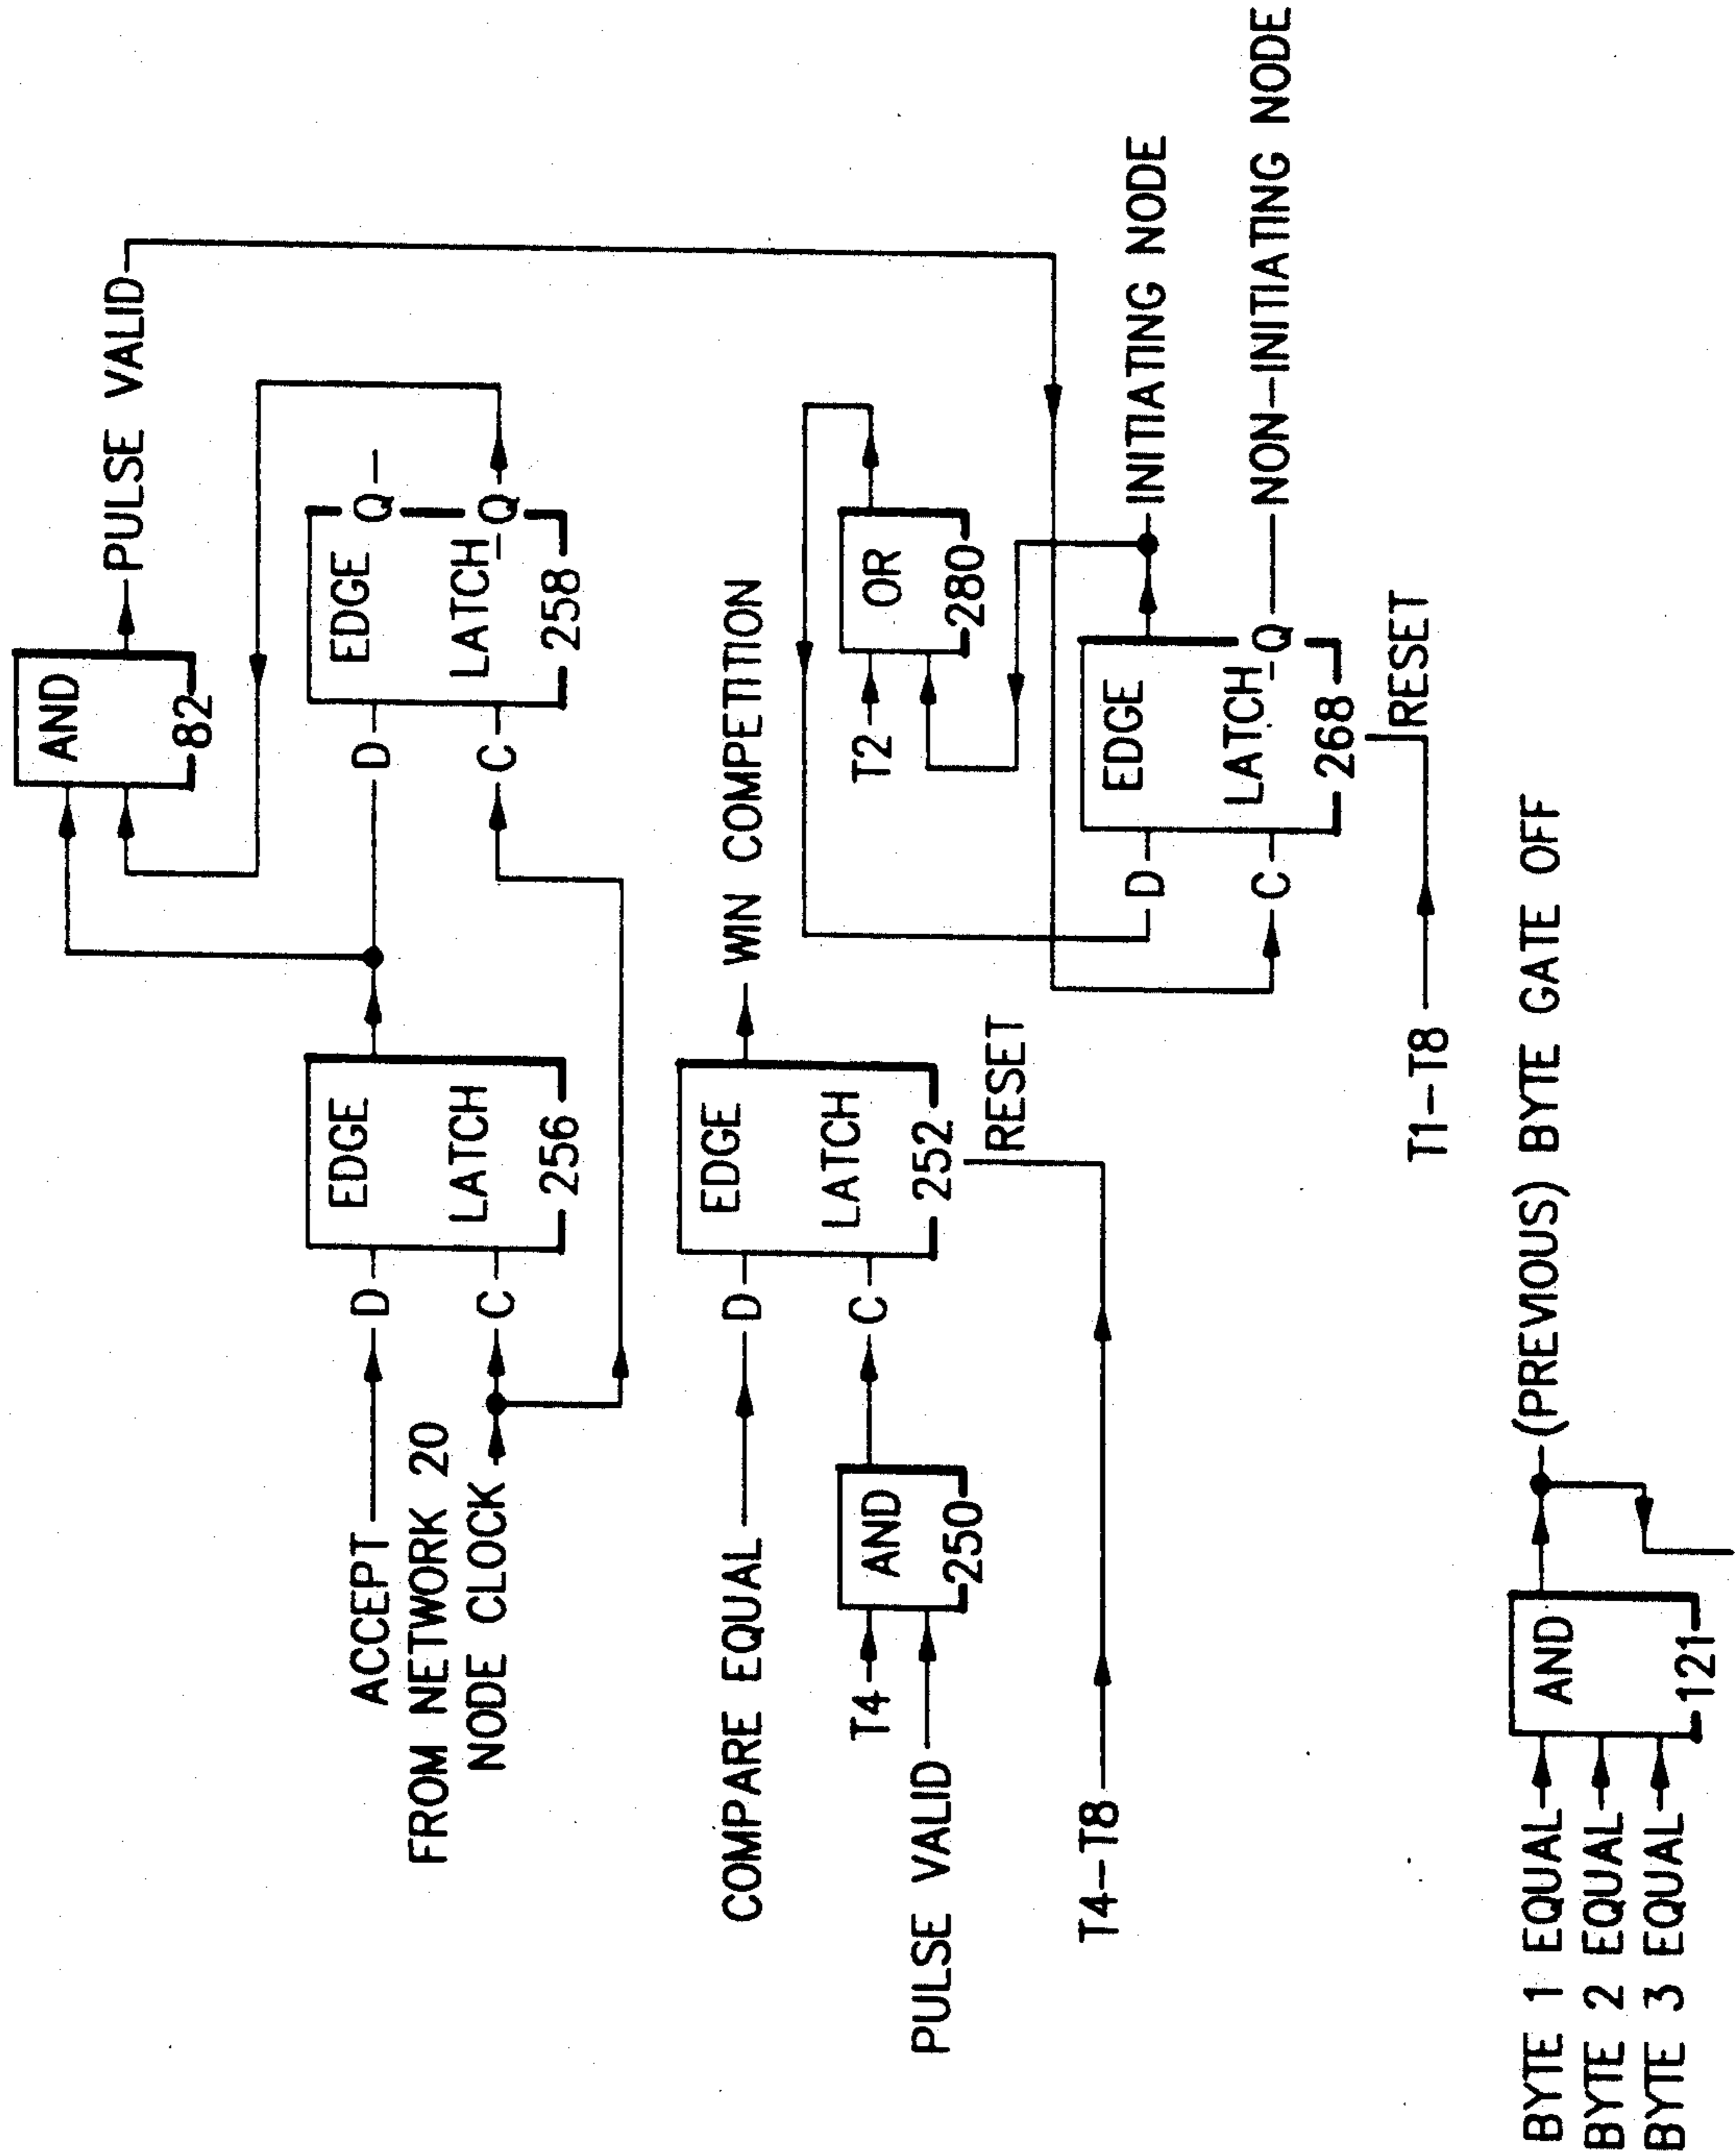 AND
82
PULSE VALID
ACCEPT
FROM NETWORK 20
NODE CLOCK
D
C
EDGE
LATCH
256
D
C
EDGE
LATCH
258
Q
Q
COMPARE EQUAL
T4
PULSE VALID
AND
250
D
C
EDGE
LATCH
252
WIN COMPETITION
RESET
T4-T8
T2
OR
280
D
C
EDGE
LATCH
268
Q
INITIATING NODE
NON-INITIATING NODE
RESET
T1-T8
BYTE 1 EQUAL
BYTE 2 EQUAL
BYTE 3 EQUAL
AND
121
(PREVIOUS) BYTE GATE OFF